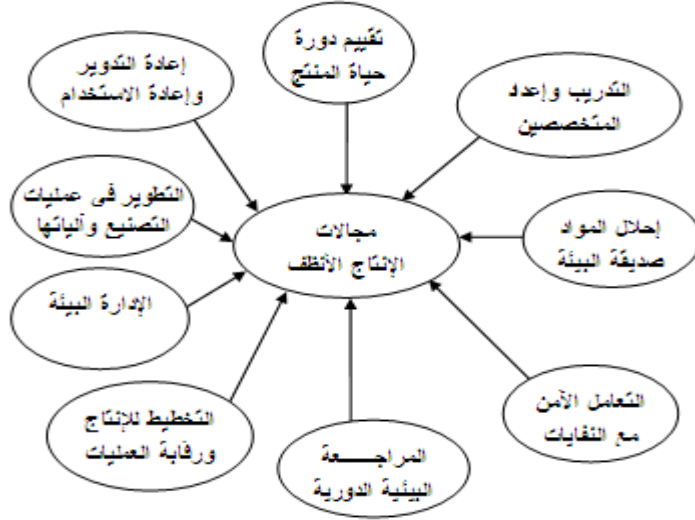 تقييم دورة
حياة المنتج
التدريب وإعداد
المتخصصين
إحلال المواد
صديقة البيئة
التعامل الآمن
مع النفايات
المراجـــــعة
البيئية الدورية
التخطيط للإنتاج
ورقابة العمليات
الإدارة البيئة
التطوير فى عمليات
التصنيع وآلياتها
إعادة التدوير
وإعادة الاستخدام
مجالات
الإنتاج الأنظف